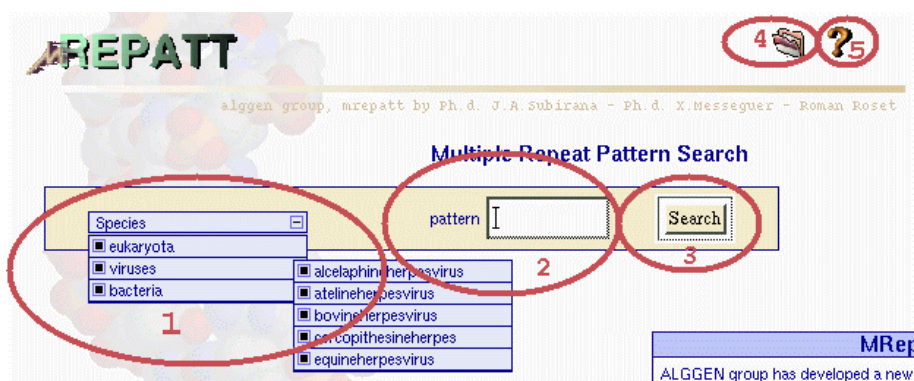 MREPATT
4
5
alggen group, mrepatt by Ph.d. J.A.Subirana - Ph.d. X.Messeguer - Roman Roset
Multiple Repeat Pattern Search
Species
pattern
Search
eukaryota
viruses
bacteria
alcelaphineherpesvirus
atelineherpesvirus
bovineherpesvirus
cercopithesineherpes
equineherpesvirus
1
2
3
MRep
ALGGEN group has developed a new